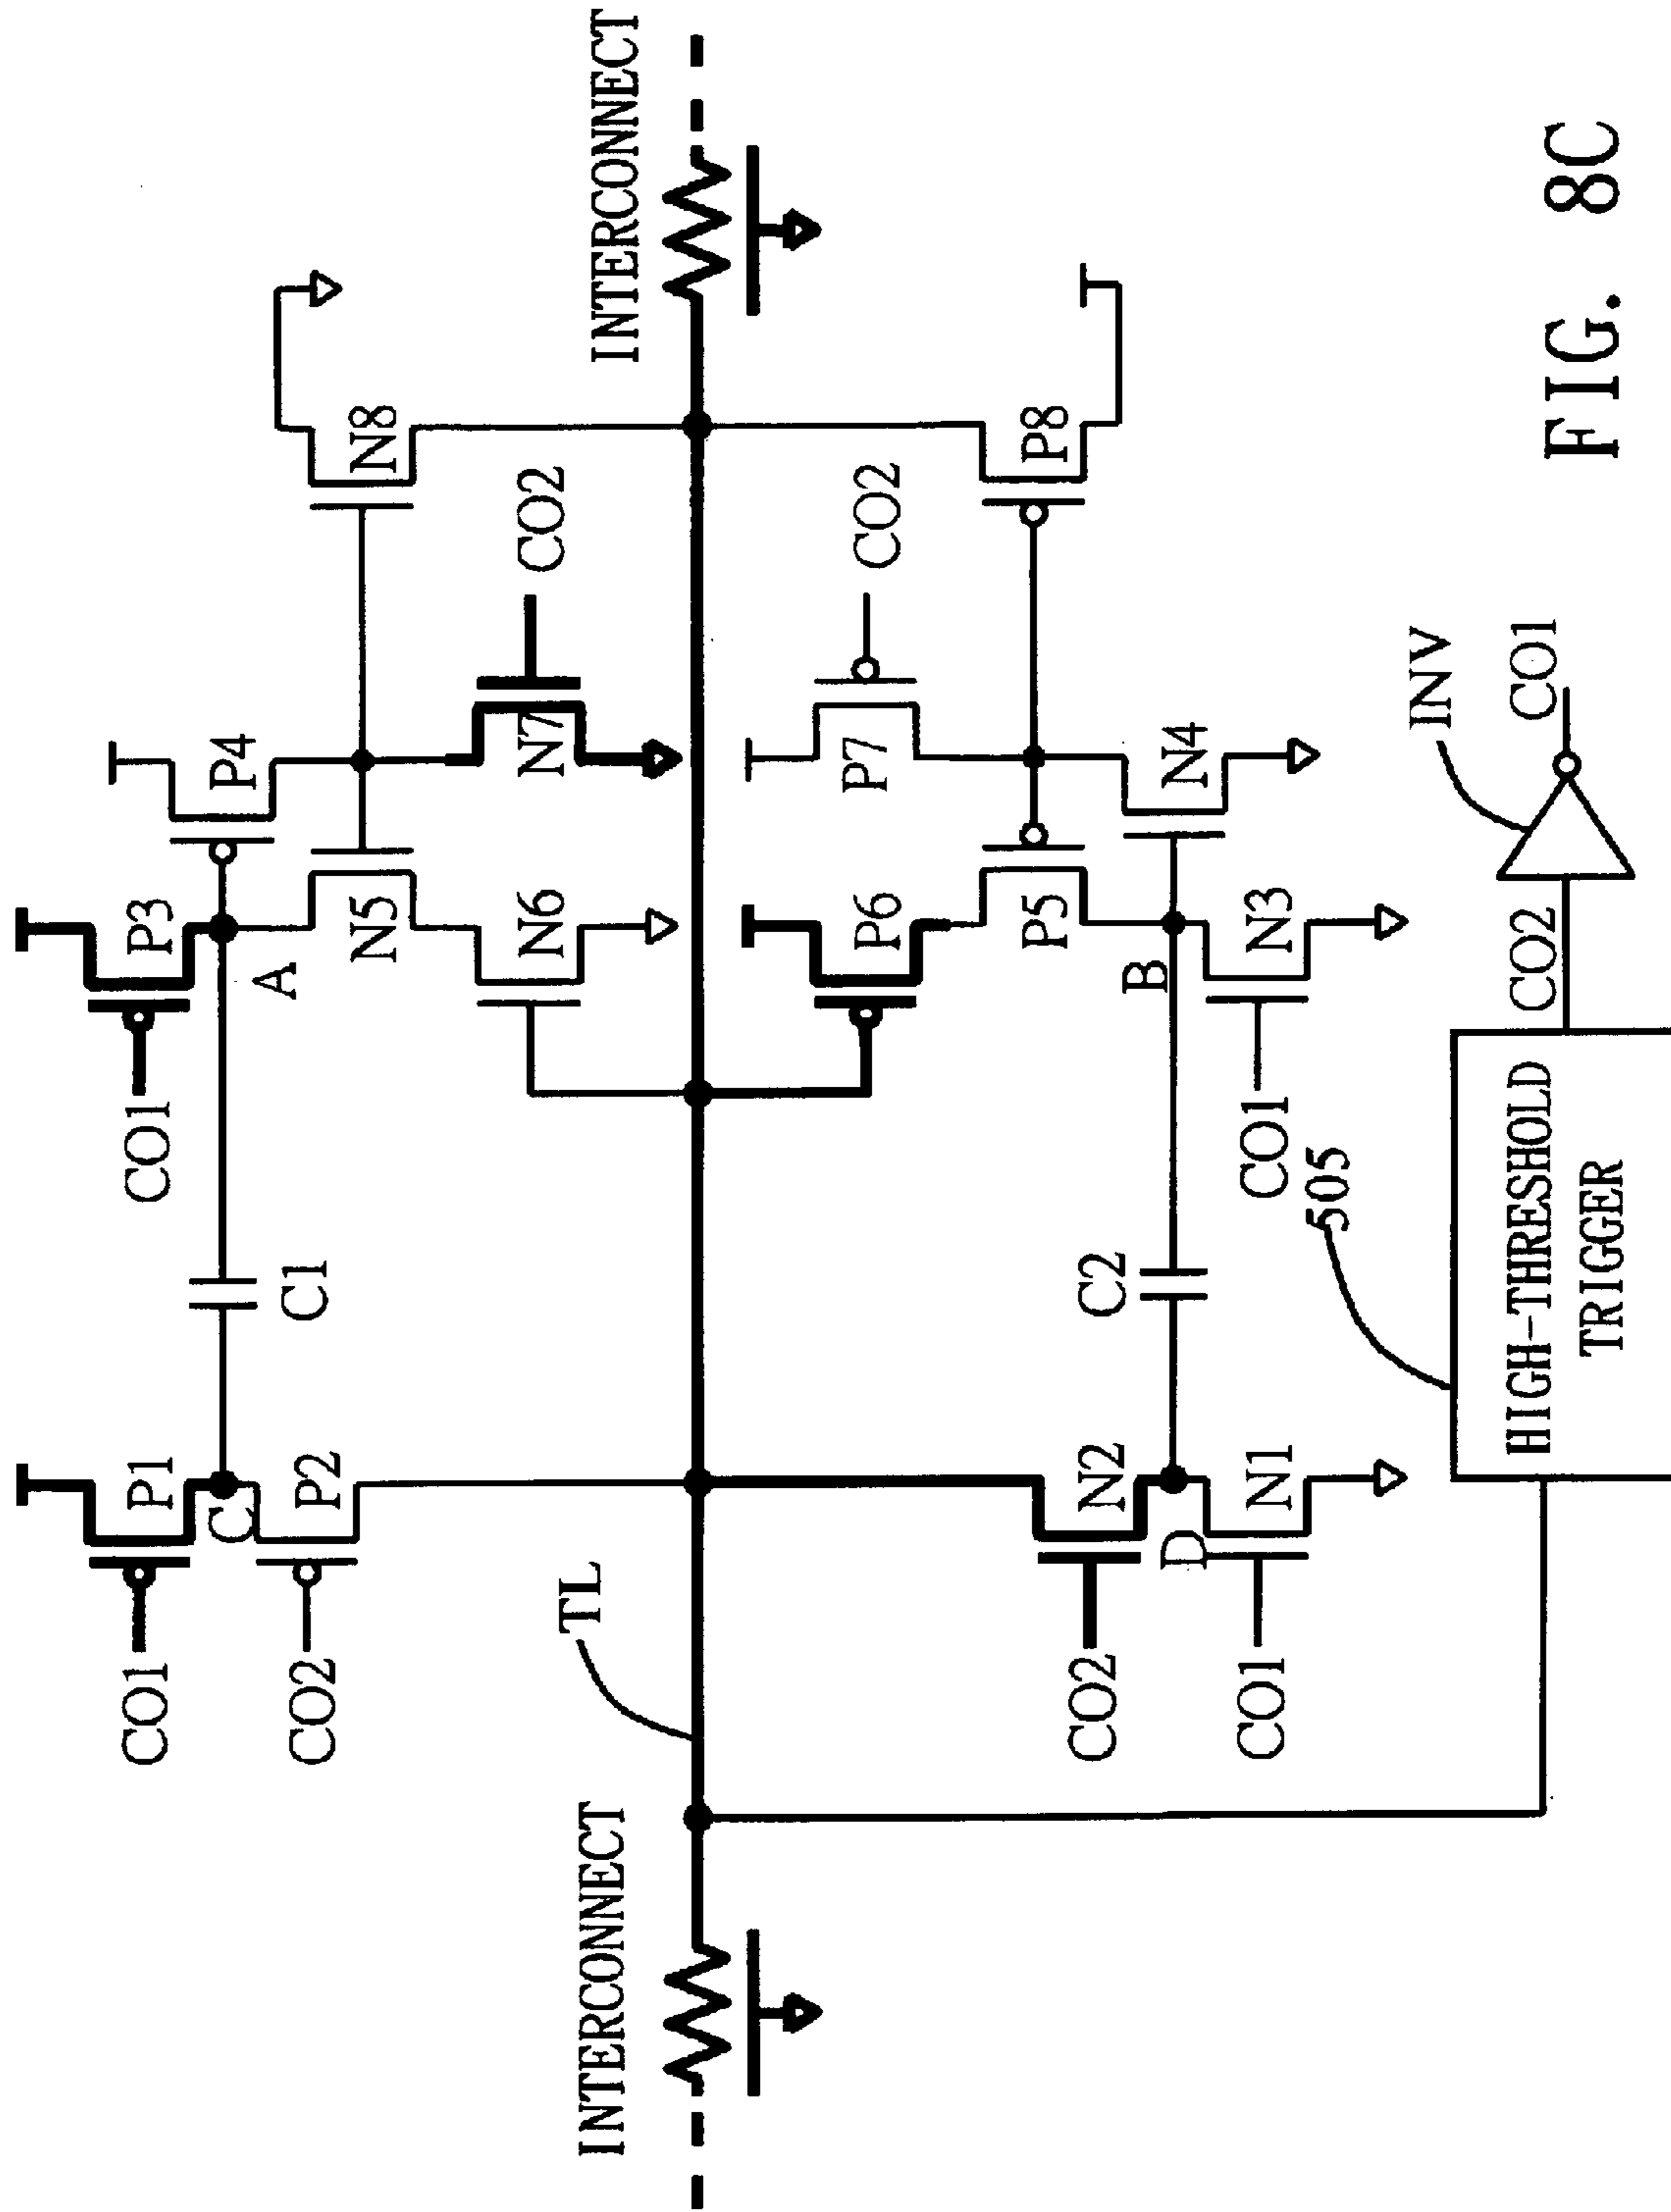 INTERCONNECT
TL
CO1
P1
C
CO2
P2
C1
CO1
P3
A
P4
N5
N6
N7
CO2
N8
INTERCONNECT
CO2
N2
D
CO1
N1
C2
P6
P5
B
CO1
N3
P7
CO2
N4
P8
505
HIGH-THRESHOLD
TRIGGER
CO2
INV
CO1
FIG. 8C